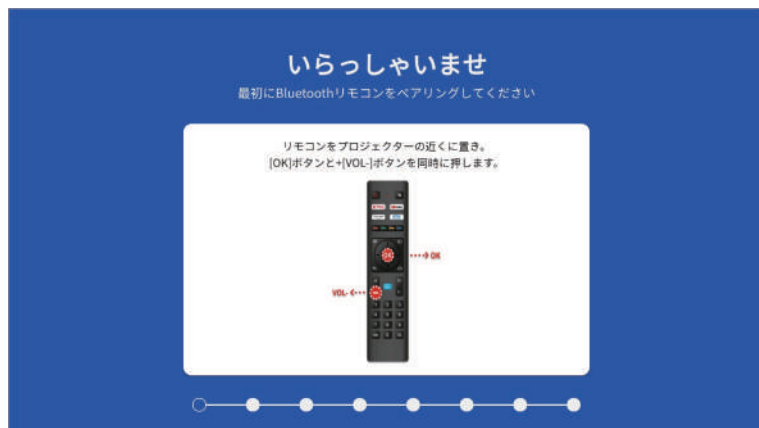 いらっしゃいませ
最初にBluetoothリモコンをペアリングしてください
リモコンをプロジェクターの近くに置き。
[OK]ボタンと+[VOL-]ボタンを同時に押します。
OK
OK
VOL-